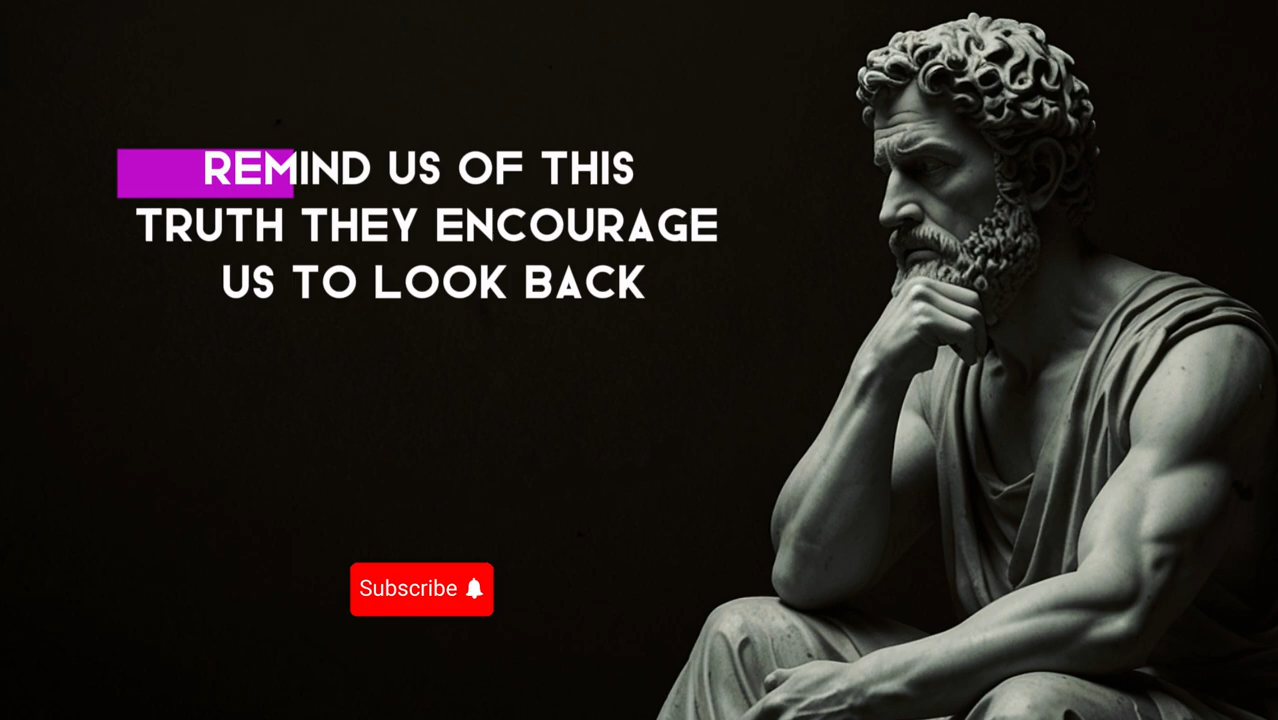 REMIND US OF THIS
TRUTH THEY ENCOURAGE
US TO LOOK BACK
Subscribe